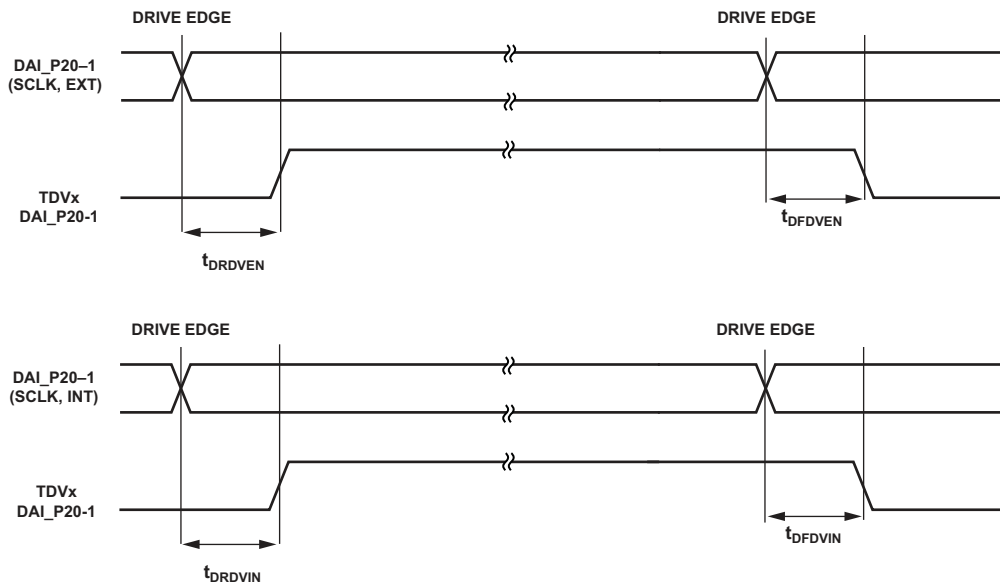 DRIVE EDGE DRIVE EDGE
DAI_P20–1
(SCLK, EXT)
TDVx
DAI_P20-1
tDFDVEN
tDRDVEN
DRIVE EDGE DRIVE EDGE
DAI_P20–1
(SCLK, INT)
TDVx
DAI_P20-1
tDFDVIN
tDRDVIN